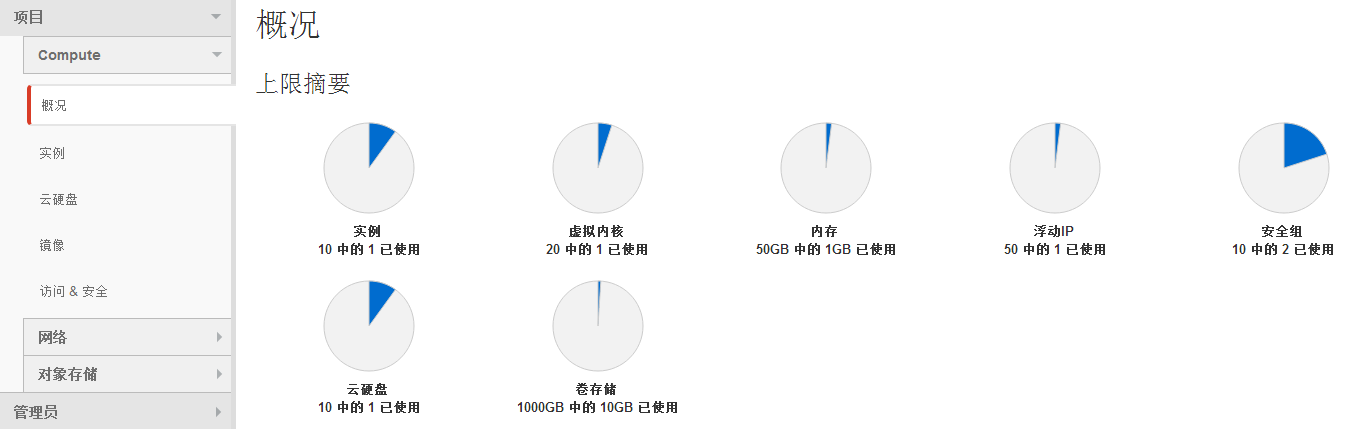 项目
Compute
概况
实例
云硬盘
镜像
访问 & 安全
网络
对象存储
管理员
概况
上限摘要
实例
10 中的 1 已使用
虚拟内核
20 中的 1 已使用
内存
50GB 中的 1GB 已使用
浮动IP
50 中的 1 已使用
安全组
10 中的 2 已使用
云硬盘
10 中的 1 已使用
卷存储
1000GB 中的 10GB 已使用